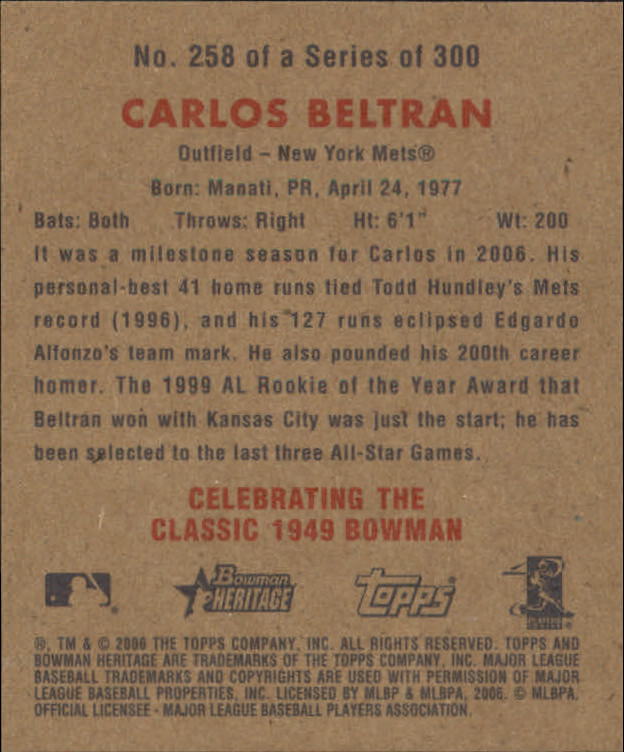 No. 258 of a Series of 300
CARLOS BELTRAN
Outfield – New York Mets®
Born: Manati, PR, April 24, 1977
Bats: Both Throws: Right Ht: 6'1" Wt: 200
It was a milestone season for Carlos in 2006. His
personal-best 41 home runs tied Todd Hundley's Mets
record (1996), and his 127 runs eclipsed Edgardo
Alfonzo's team mark. He also pounded his 200th career
homer. The 1999 AL Rookie of the Year Award that
Beltran won with Kansas City was just the start; he has
been selected to the last three All-Star Games.
CELEBRATING THE
CLASSIC 1949 BOWMAN
Bowman
HERITAGE
topps
®, TM & © 2006 THE TOPPS COMPANY, INC. ALL RIGHTS RESERVED. TOPPS AND
BOWMAN HERITAGE ARE TRADEMARKS OF THE TOPPS COMPANY, INC. MAJOR LEAGUE
BASEBALL TRADEMARKS AND COPYRIGHTS ARE USED WITH PERMISSION OF MAJOR
LEAGUE BASEBALL PROPERTIES, INC. LICENSED BY MLBP & MLBPA, 2006. © MLBPA.
OFFICIAL LICENSEE - MAJOR LEAGUE BASEBALL PLAYERS ASSOCIATION.